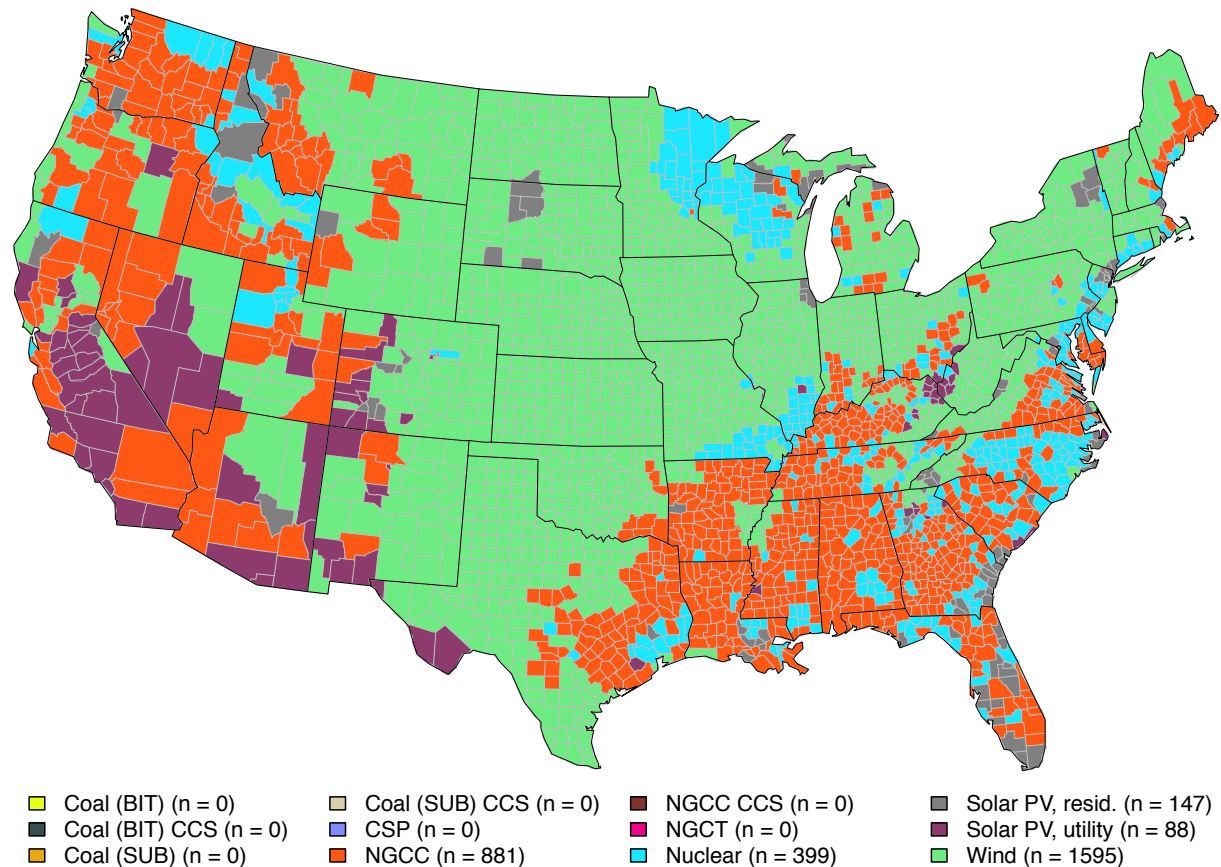 Coal (BIT) (n = 0)
Coal (BIT) CCS (n = 0)
Coal (SUB) (n = 0)
Coal (SUB) CCS (n = 0)
CSP (n = 0)
NGCC (n = 881)
NGCC CCS (n = 0)
NGCT (n = 0)
Nuclear (n = 399)
Solar PV, resid. (n = 147)
Solar PV, utility (n = 88)
Wind (n = 1595)